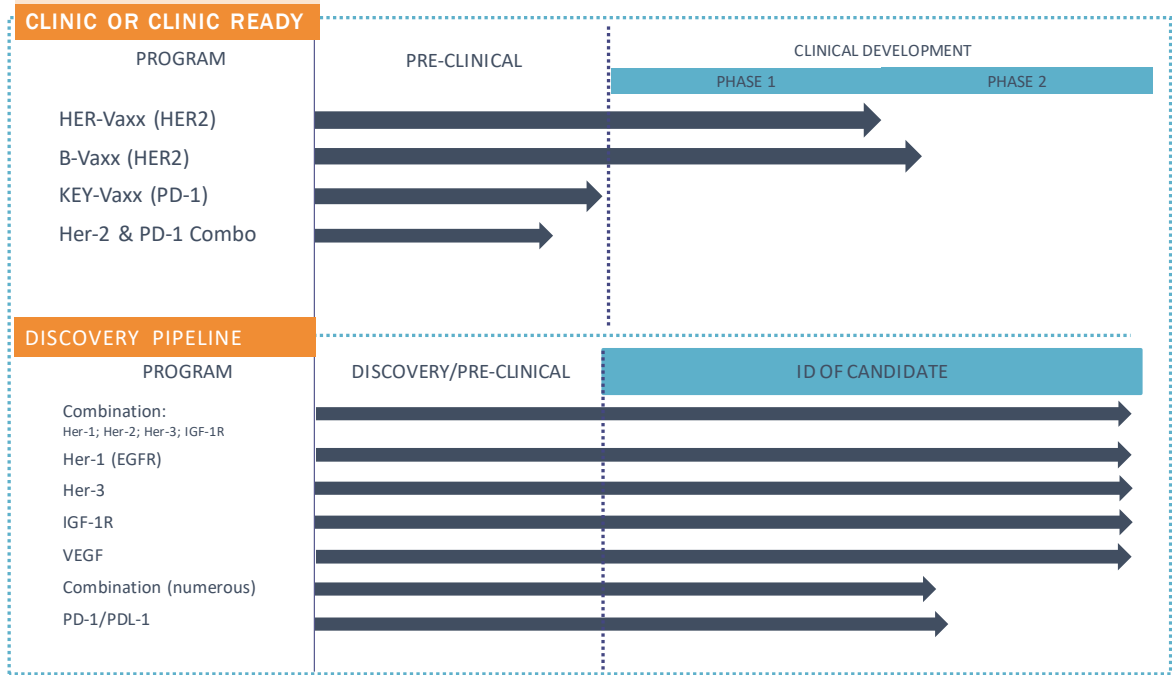 CLINIC OR CLINIC READY
PROGRAM
PRE-CLINICAL
CLINICAL DEVELOPMENT
PHASE 1
PHASE 2
HER-Vaxx (HER2)
B-Vaxx (HER2)
KEY-Vaxx (PD-1)
Her-2 & PD-1 Combo
DISCOVERY PIPELINE
PROGRAM
DISCOVERY/PRE-CLINICAL
ID OF CANDIDATE
Combination:
Her-1; Her-2; Her-3; IGF-1R
Her-1 (EGFR)
Her-3
IGF-1R
VEGF
Combination (numerous)
PD-1/PDL-1